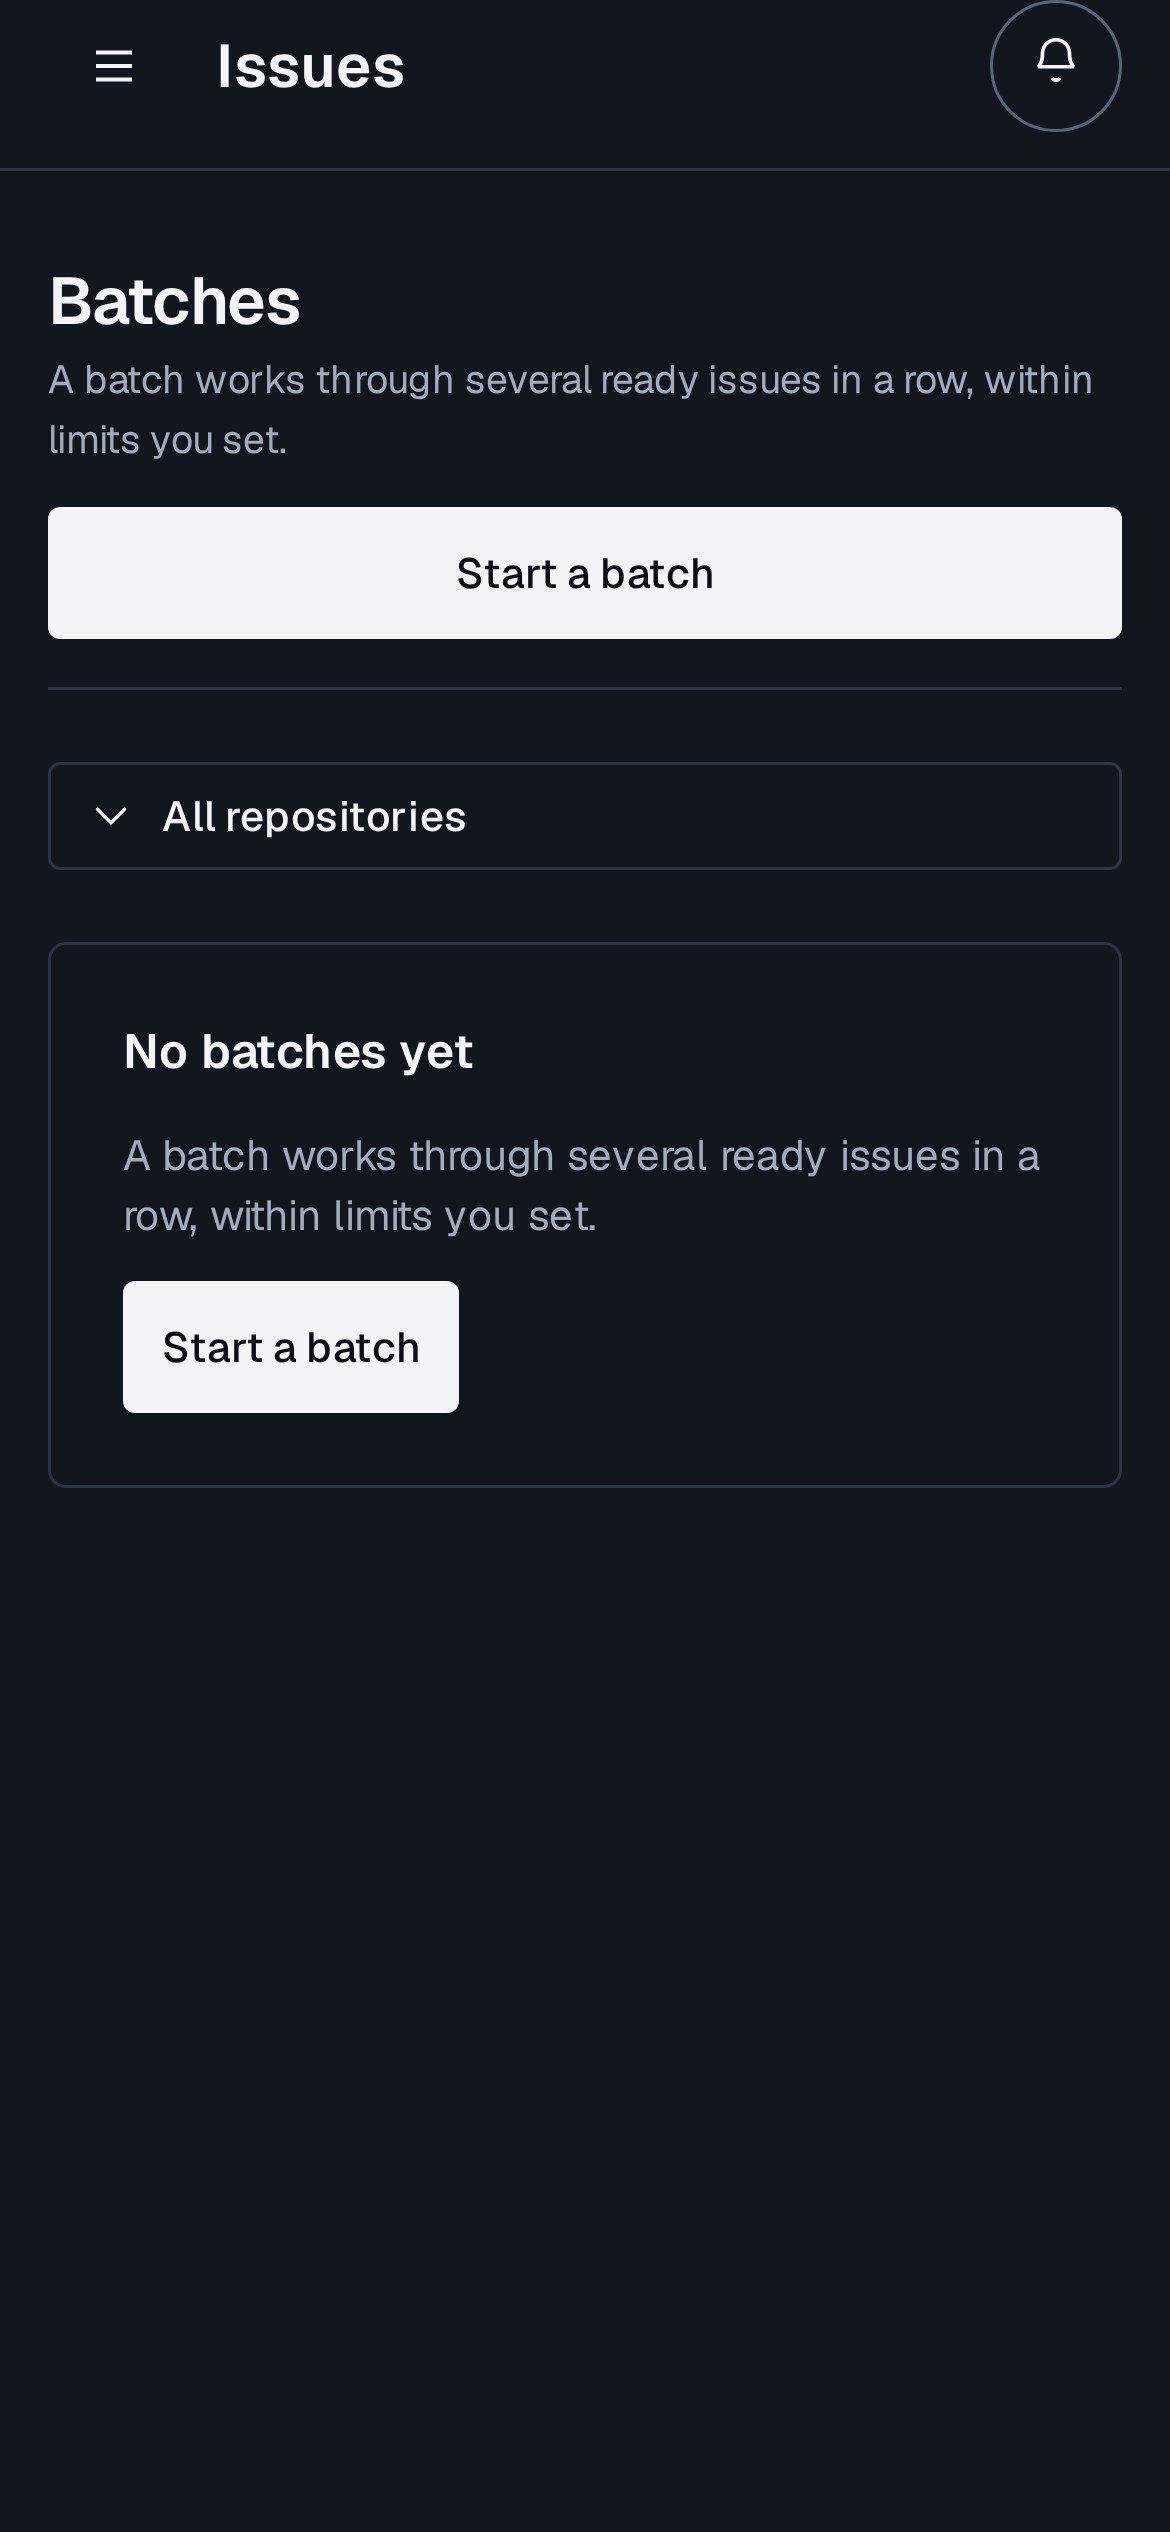 Issues
Batches
A batch works through several ready issues in a row, within
limits you set.
Start a batch
All repositories
No batches yet
A batch works through several ready issues in a
row, within limits you set.
Start a batch